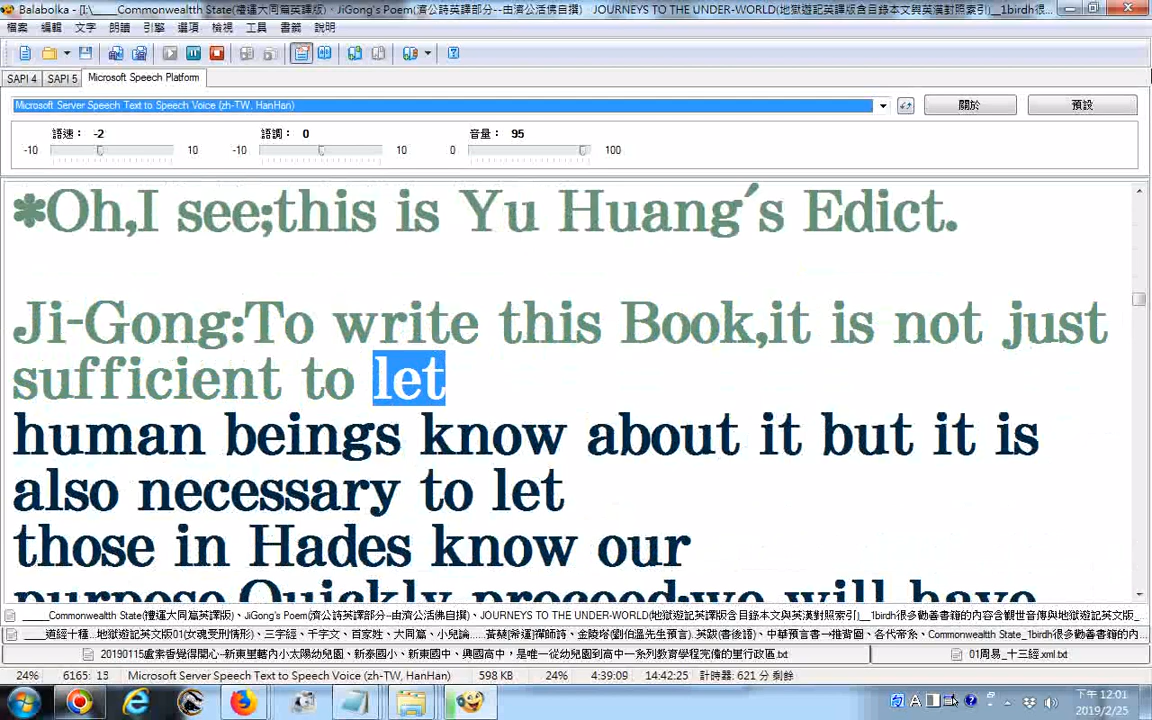 Balabolka - [I:\____Commonwealth State(禮運大同篇英譯版)、JiGong's Poem(濟公詩英譯部分--由濟公活佛自撰) JOURNEYS TO THE UNDER-WORLD(地獄遊記英譯版含目錄本文與英漢對照索引)__1birdh很...
檔案 編輯 文字 朗讀 引擎 選項 檢視 工具 書籤 說明
SAPI 4 SAPI 5 Microsoft Speech Platform
Microsoft Server Speech Text to Speech Voice (zh-TW, HanHan) 關於 預設
語速： -2 語調： 0 音量： 95
-10 10 -10 10 0 100
✽Oh,I see;this is Yu Huang´s Edict.
Ji-Gong:To write this Book,it is not just
sufficient to let
human beings know about it but it is
also necessary to let
those in Hades know our
purpose.Quickly proceed;we will have
____Commonwealth State(禮運大同篇英譯版)、JiGong's Poem(濟公詩英譯部分--由濟公活佛自撰)、JOURNEYS TO THE UNDER-WORLD(地獄遊記英譯版含目錄本文與英漢對照索引)__1birdh很多勸善書籍的內容含觀世音傳與地獄遊記英文版_
___道經十種...地獄遊記英文版01(女魂受刑情形)、三字經、千字文、百家姓、大同篇、小兒論......黃蘗[希運]禪師詩、金陵塔(劉伯溫先生預言).英跋(書後語)、中華預言書一推背圖、各代帝系、Commonwealth State_1birdh很多勸善書籍的內...
20190115盧素香覺得開心--新東里轄內小太陽幼兒園、新泰國小、新東國中、興國高中，是唯一從幼兒園到高中一系列教育學程完備的里行政區.txt 01周易_十三經.xml.txt
24% 6165: 13 Microsoft Server Speech Text to Speech Voice (zh-TW, HanHan) 598 KB 24% 4:39:09 14:42:25 計時器: 621 分 剩餘
下午 12:01
2019/2/25